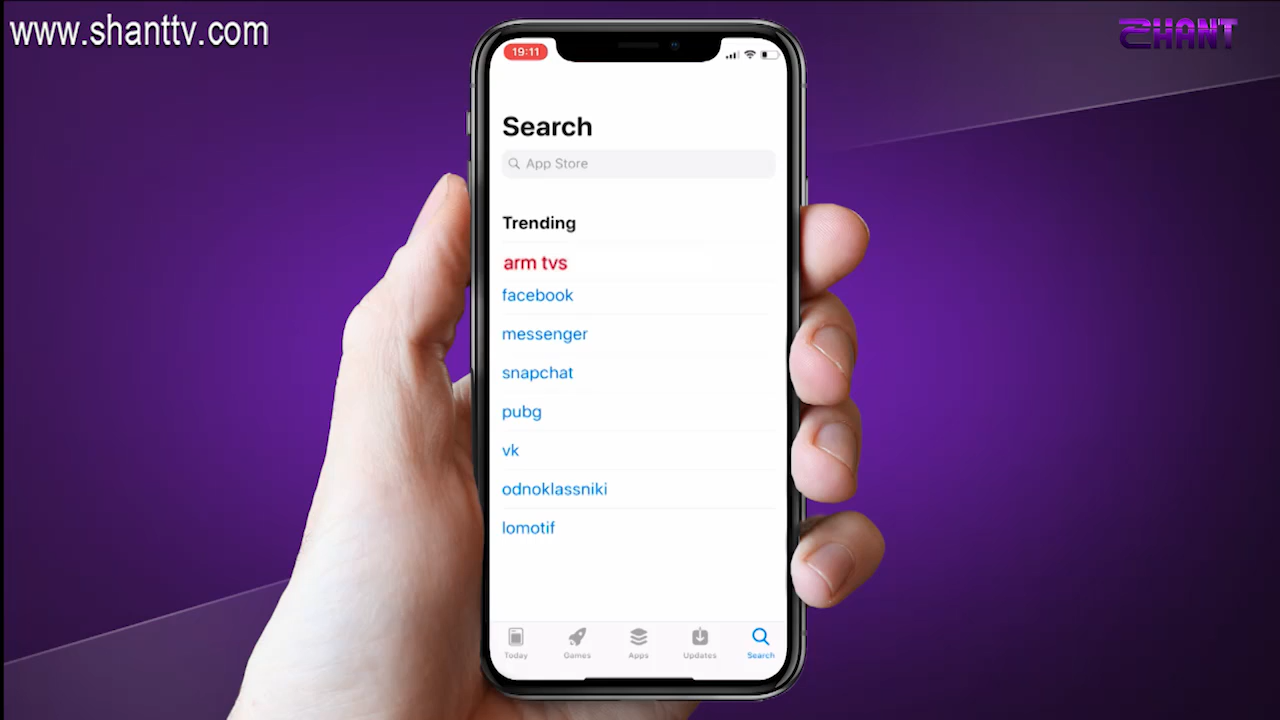 www.shanttv.com
SHANT
19:11
Search
App Store
Trending
arm tvs
facebook
messenger
snapchat
pubg
vk
odnoklassniki
lomotif
Today
Games
Apps
Updates
Search